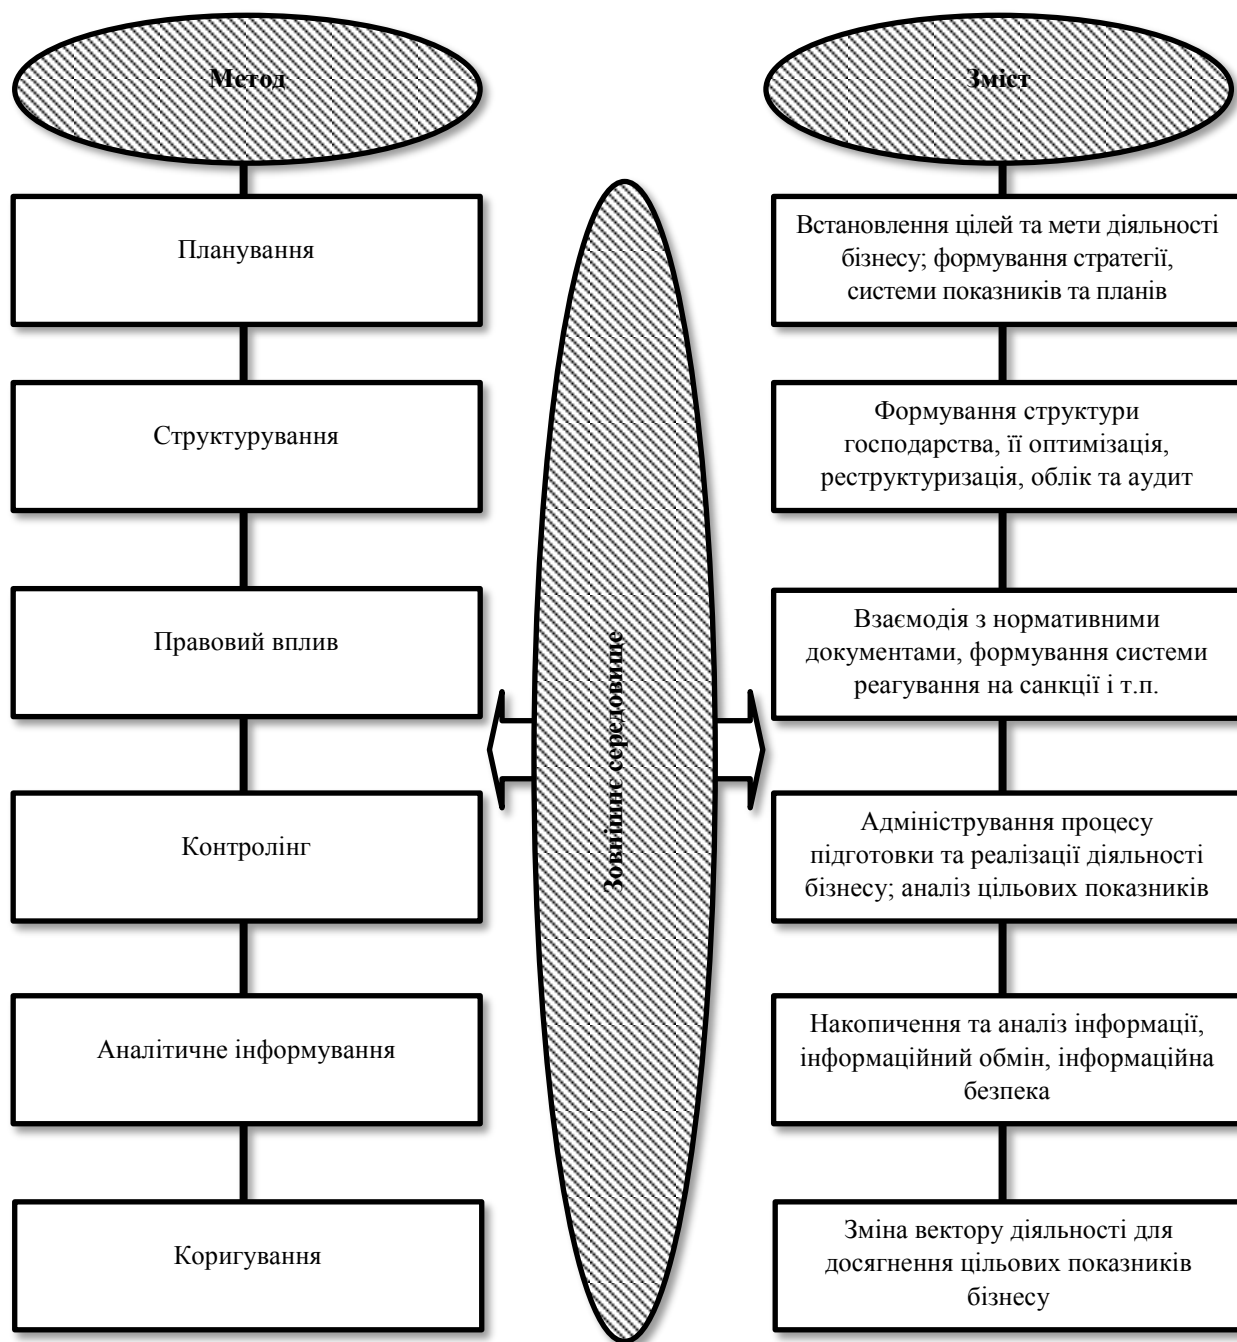 Метод
Зміст
Планування
Встановлення цілей та мети діяльності
бізнесу; формування стратегії,
системи показників та планів
Структурування
Формування структури
господарства, її оптимізація,
реструктуризація, облік та аудит
Правовий вплив
Взаємодія з нормативними
документами, формування системи
реагування на санкції і т.п.
Зовнішнє середовище
Контролінг
Адміністрування процесу
підготовки та реалізації діяльності
бізнесу; аналіз цільових показників
Аналітичне інформування
Накопичення та аналіз інформації,
інформаційний обмін, інформаційна
безпека
Коригування
Зміна вектору діяльності для
досягнення цільових показників
бізнесу